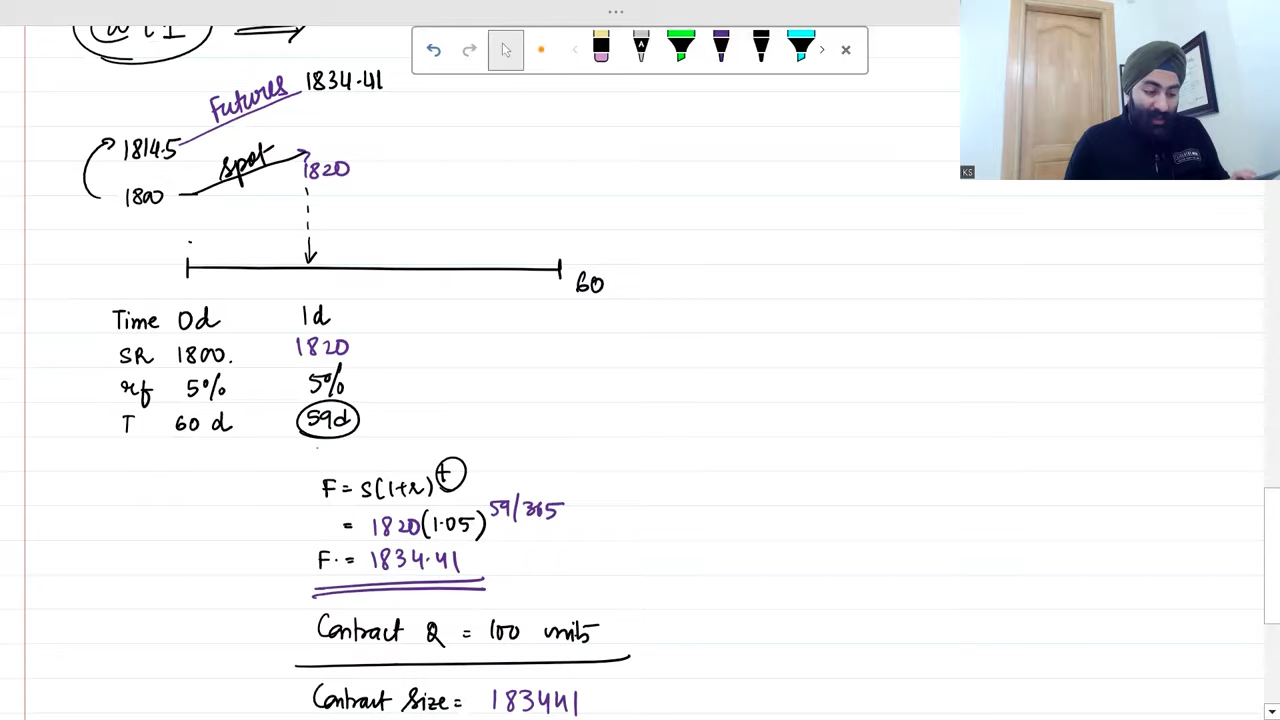 Futures 1834.41
1814.5
spot
1800
1820
60
Time 0d 1d
SR 1800. 1820
rf 5% 5%
T 60 d 59d
F = S(1+r)^t
= 1820(1.05)^59/365
F. = 1834.41
Contract Q = 100 units
Contract Size = 183441
KS